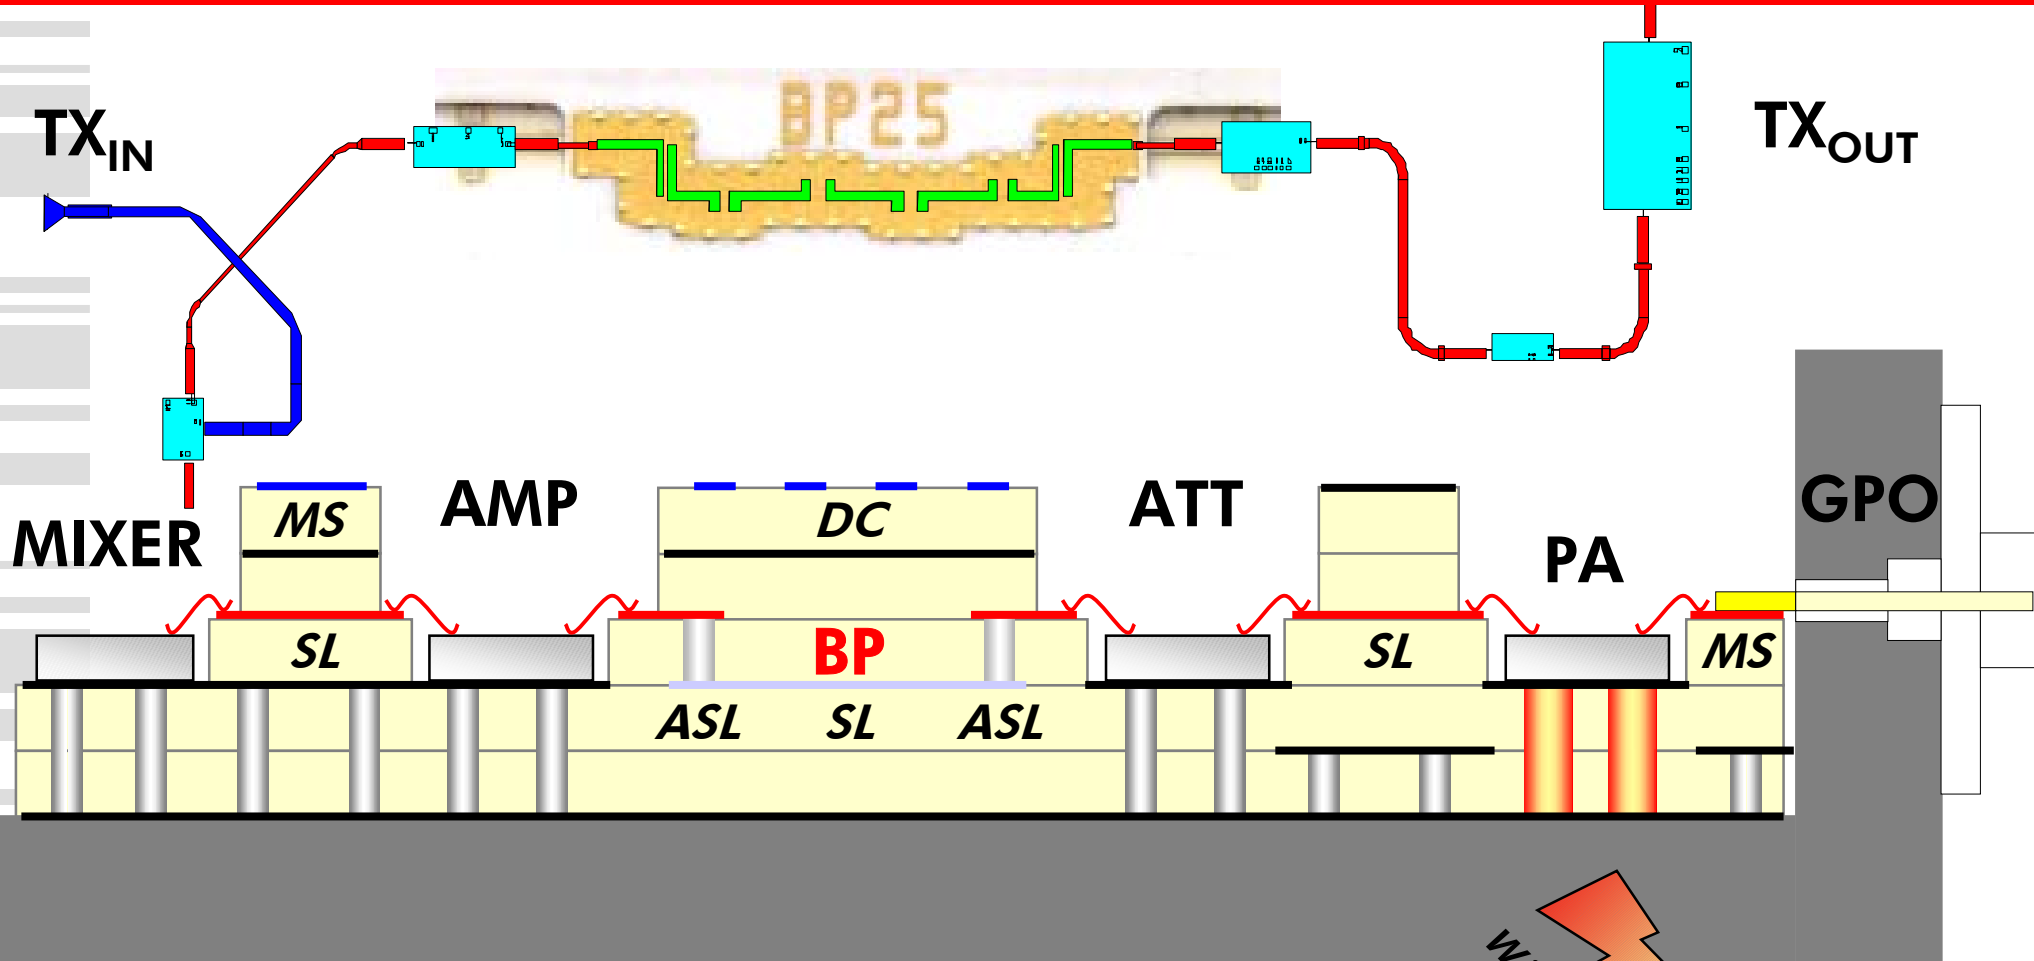 BP25
TXIN
TXOUT
MIXER
MS
AMP
DC
ATT
PA
GPO
SL
BP
SL
MS
ASL
SL
ASL